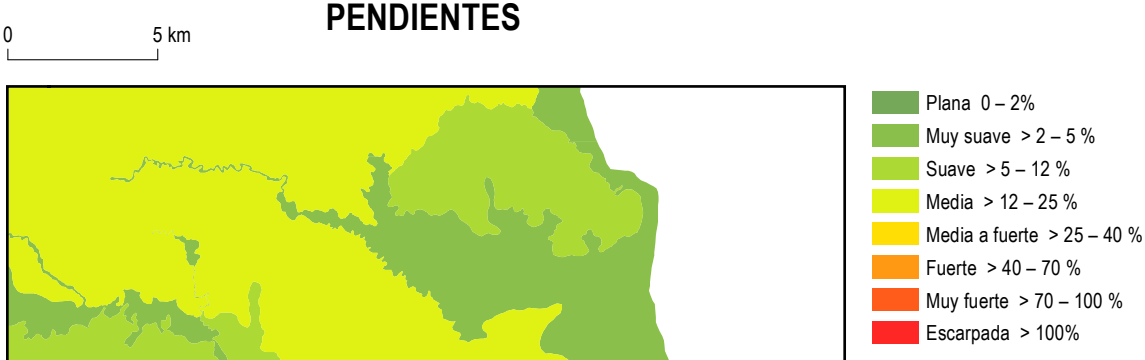 PENDIENTES
0 5 km
Plana 0 – 2%
Muy suave > 2 – 5 %
Suave > 5 – 12 %
Media > 12 – 25 %
Media a fuerte > 25 – 40 %
Fuerte > 40 – 70 %
Muy fuerte > 70 – 100 %
Escarpada > 100%